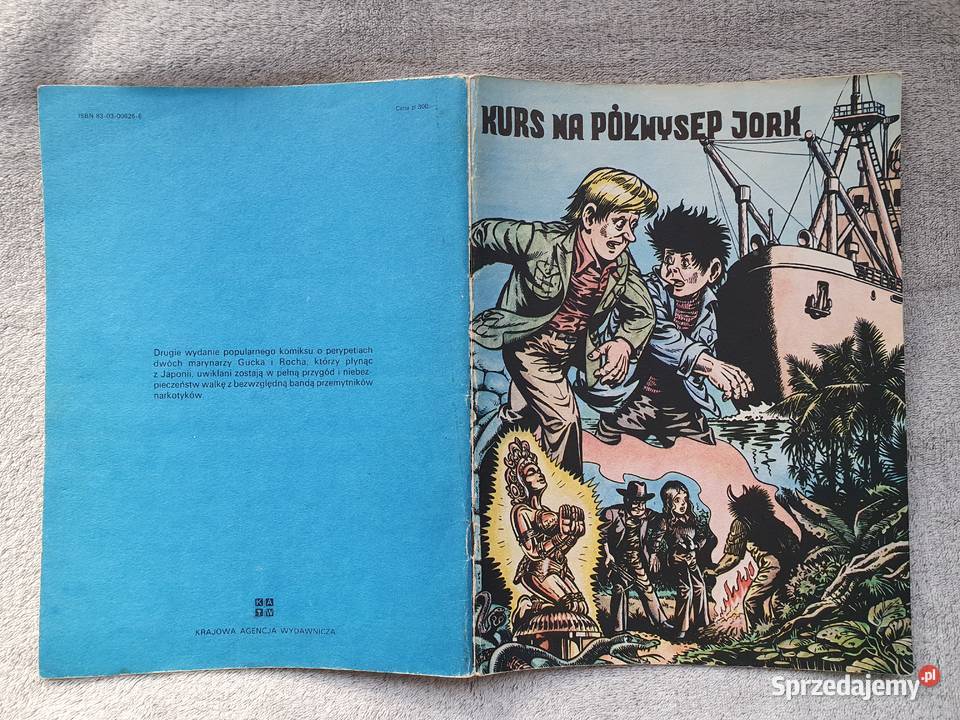 ISBN 83-03-00626-6
Cena zł 300,-
Drugie wydanie popularnego komiksu o perypetiach
dwóch marynarzy Gucka i Rocha, którzy płynąc
z Japonii, uwikłani zostają w pełną przygód i niebez-
pieczeństw walkę z bezwzględną bandą przemytników
narkotyków
K A
T W
KRAJOWA AGENCJA WYDAWNICZA
KURS NA PÓŁWYSEP JORK
Sprzedajemy.pl